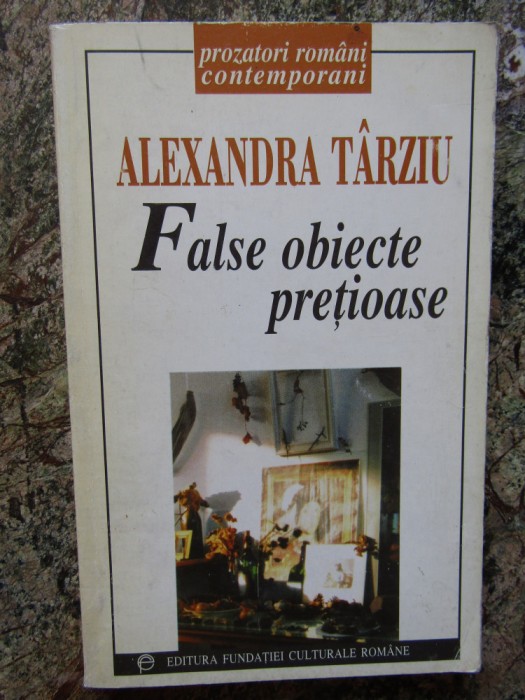 prozatori români
contemporani
ALEXANDRA TÂRZIU
False obiecte
prețioase
EDITURA FUNDAȚIEI CULTURALE ROMÂNE